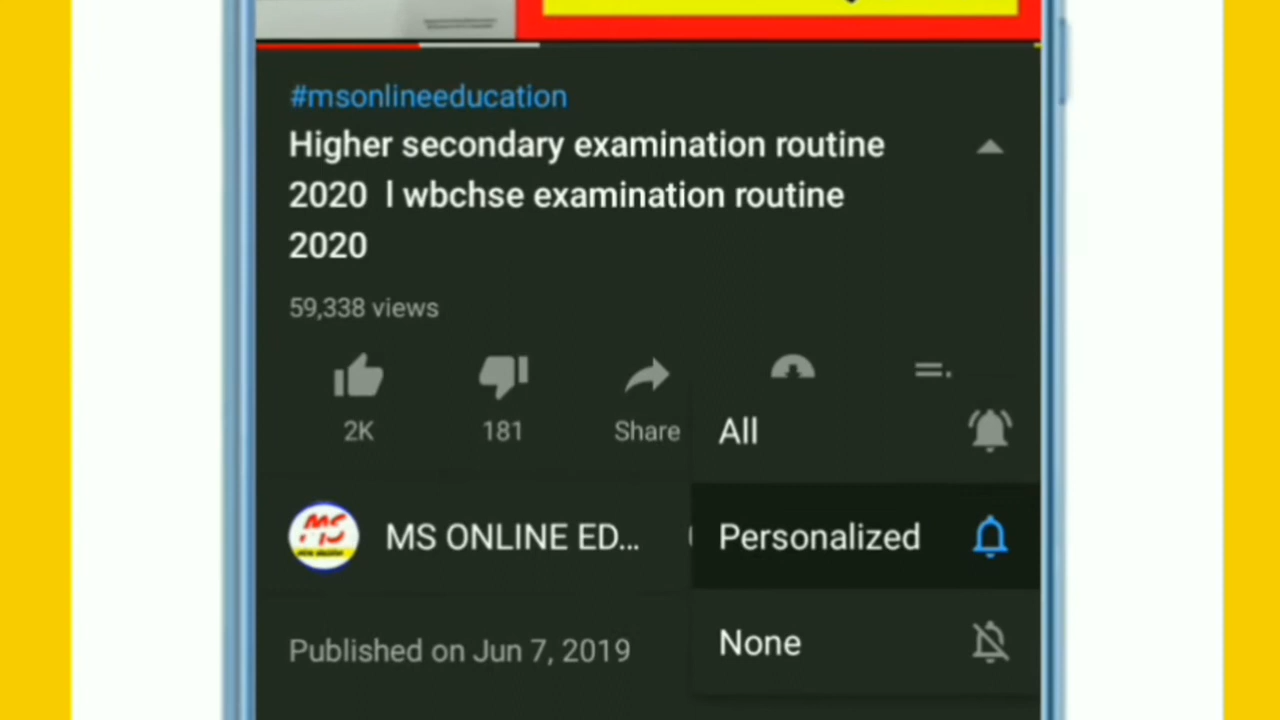 #msonlineeducation
Higher secondary examination routine
2020 l wbchse examination routine
2020
59,338 views
2K
181
Share
All
MS
MS ONLINE ED...
Personalized
Published on Jun 7, 2019
None